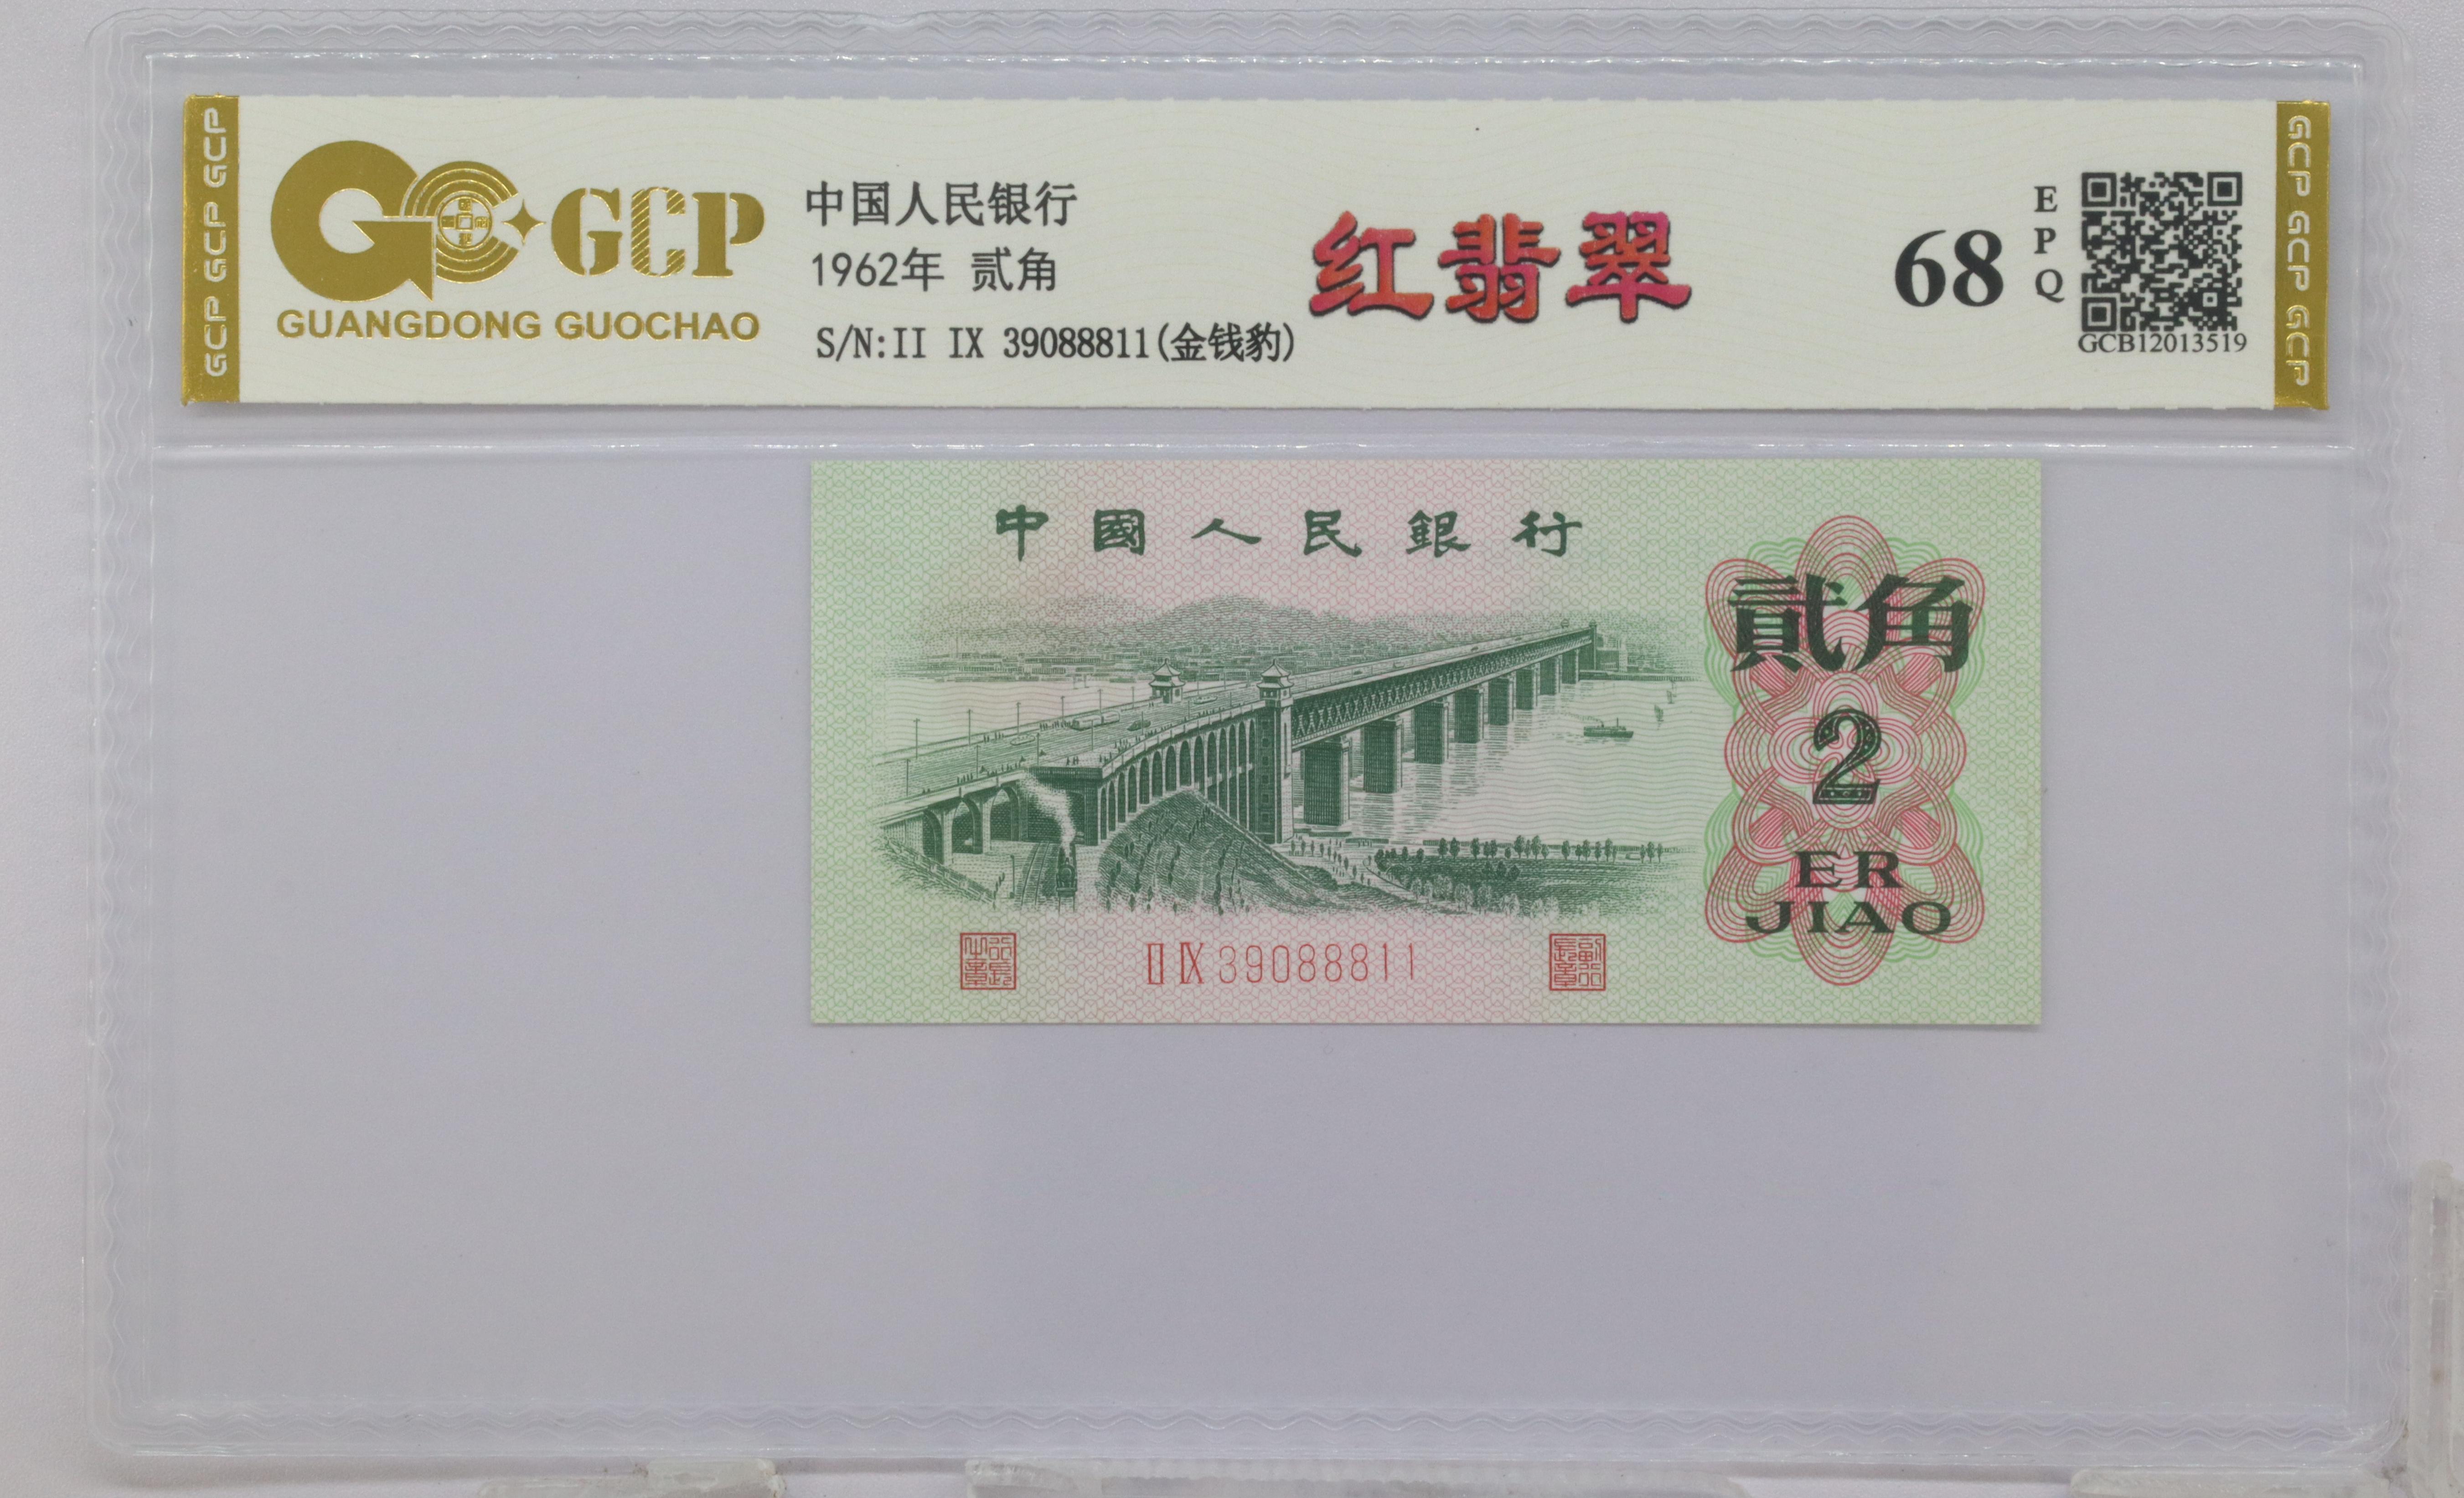 GCP GCP GCP
GCP
GUANGDONG GUOCHAO
中国人民银行
1962年 贰角
S/N:II IX 39088811(金钱豹)
红翡翠
68
EPQ
GCB12013519
GCP GCP GCP
中國人民銀行
貳角
2
ER
JIAO
II IX 39088811